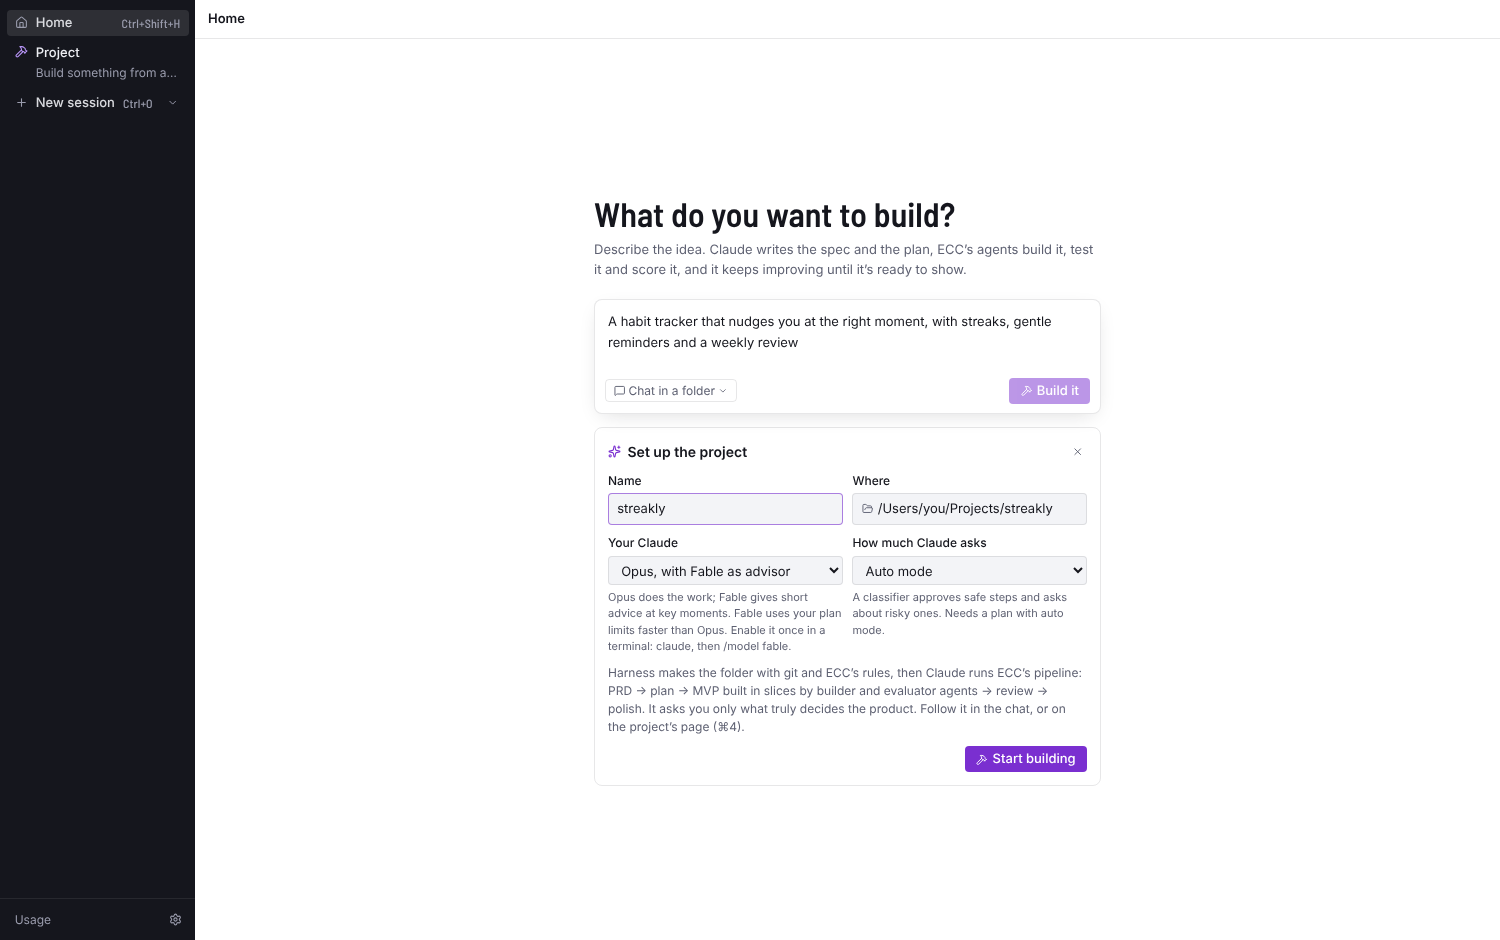 Home
Ctrl+Shift+H
Project
Build something from a...
New session
Ctrl+O
Usage
Home
What do you want to build?
Describe the idea. Claude writes the spec and the plan, ECC’s agents build it, test
it and score it, and it keeps improving until it’s ready to show.
A habit tracker that nudges you at the right moment, with streaks, gentle
reminders and a weekly review
Chat in a folder
Build it
Set up the project
Name
Where
streakly
/Users/you/Projects/streakly
Your Claude
How much Claude asks
Opus, with Fable as advisor
Auto mode
Opus does the work; Fable gives short
advice at key moments. Fable uses your plan
limits faster than Opus. Enable it once in a
terminal: claude, then /model fable.
A classifier approves safe steps and asks
about risky ones. Needs a plan with auto
mode.
Harness makes the folder with git and ECC’s rules, then Claude runs ECC’s pipeline:
PRD → plan → MVP built in slices by builder and evaluator agents → review →
polish. It asks you only what truly decides the product. Follow it in the chat, or on
the project’s page (⌘4).
Start building